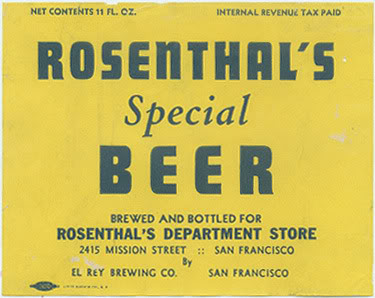 NET CONTENTS 11 FL. OZ. INTERNAL REVENUE TAX PAID
ROSENTHAL'S
Special
BEER
BREWED AND BOTTLED FOR
ROSENTHAL'S DEPARTMENT STORE
2415 MISSION STREET :: SAN FRANCISCO
By
EL REY BREWING CO. SAN FRANCISCO